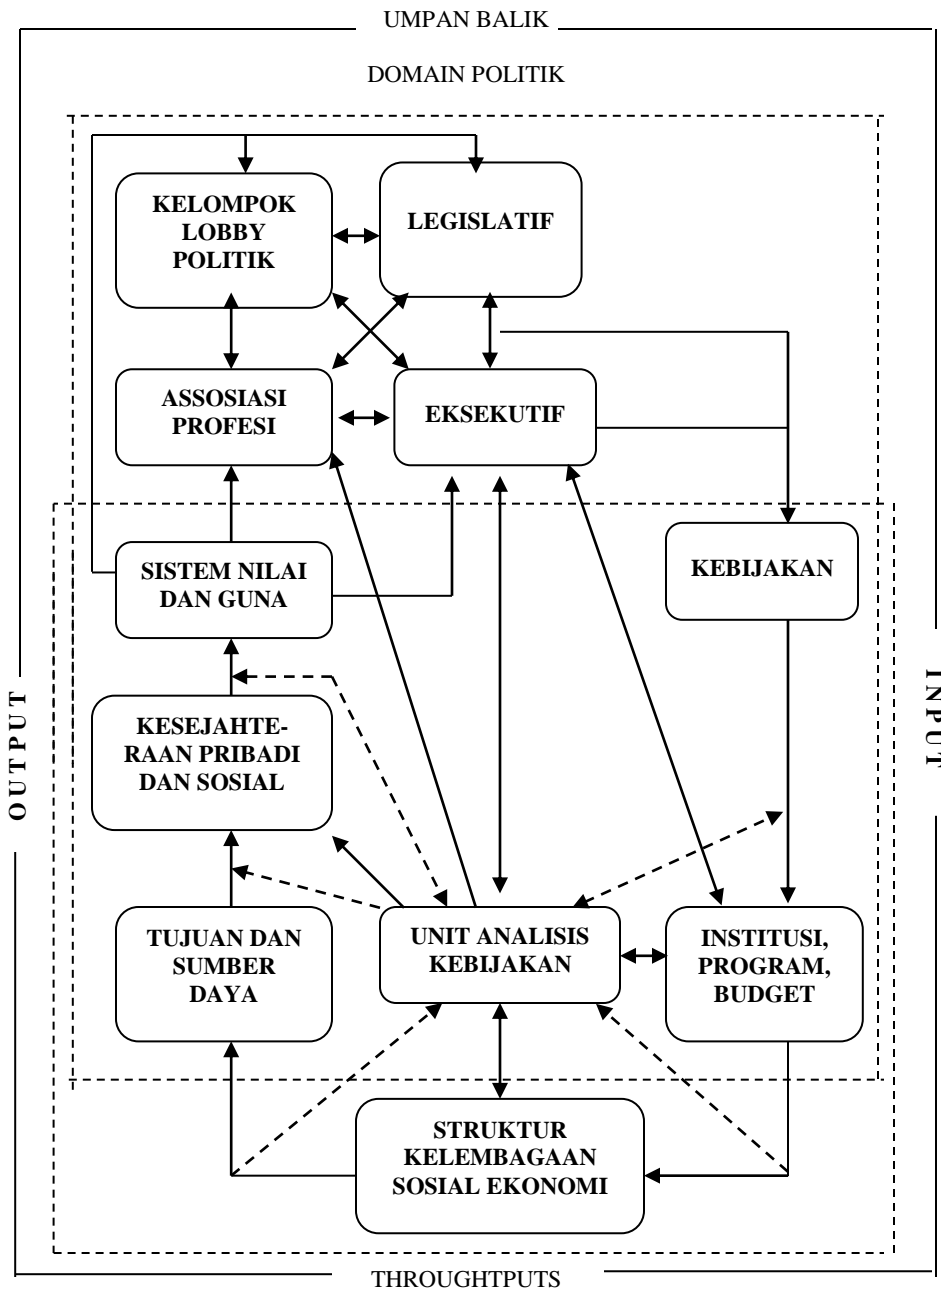 UMPAN BALIK
DOMAIN POLITIK
KELOMPOK
LOBBY
POLITIK
LEGISLATIF
ASSOSIASI
PROFESI
EKSEKUTIF
SISTEM NILAI
DAN GUNA
KEBIJAKAN
OUTPUT
INPUT
KESEJAHTE-
RAAN PRIBADI
DAN SOSIAL
TUJUAN DAN
SUMBER
DAYA
UNIT ANALISIS
KEBIJAKAN
INSTITUSI,
PROGRAM,
BUDGET
STRUKTUR
KELEMBAGAAN
SOSIAL EKONOMI
THROUGHTPUTS